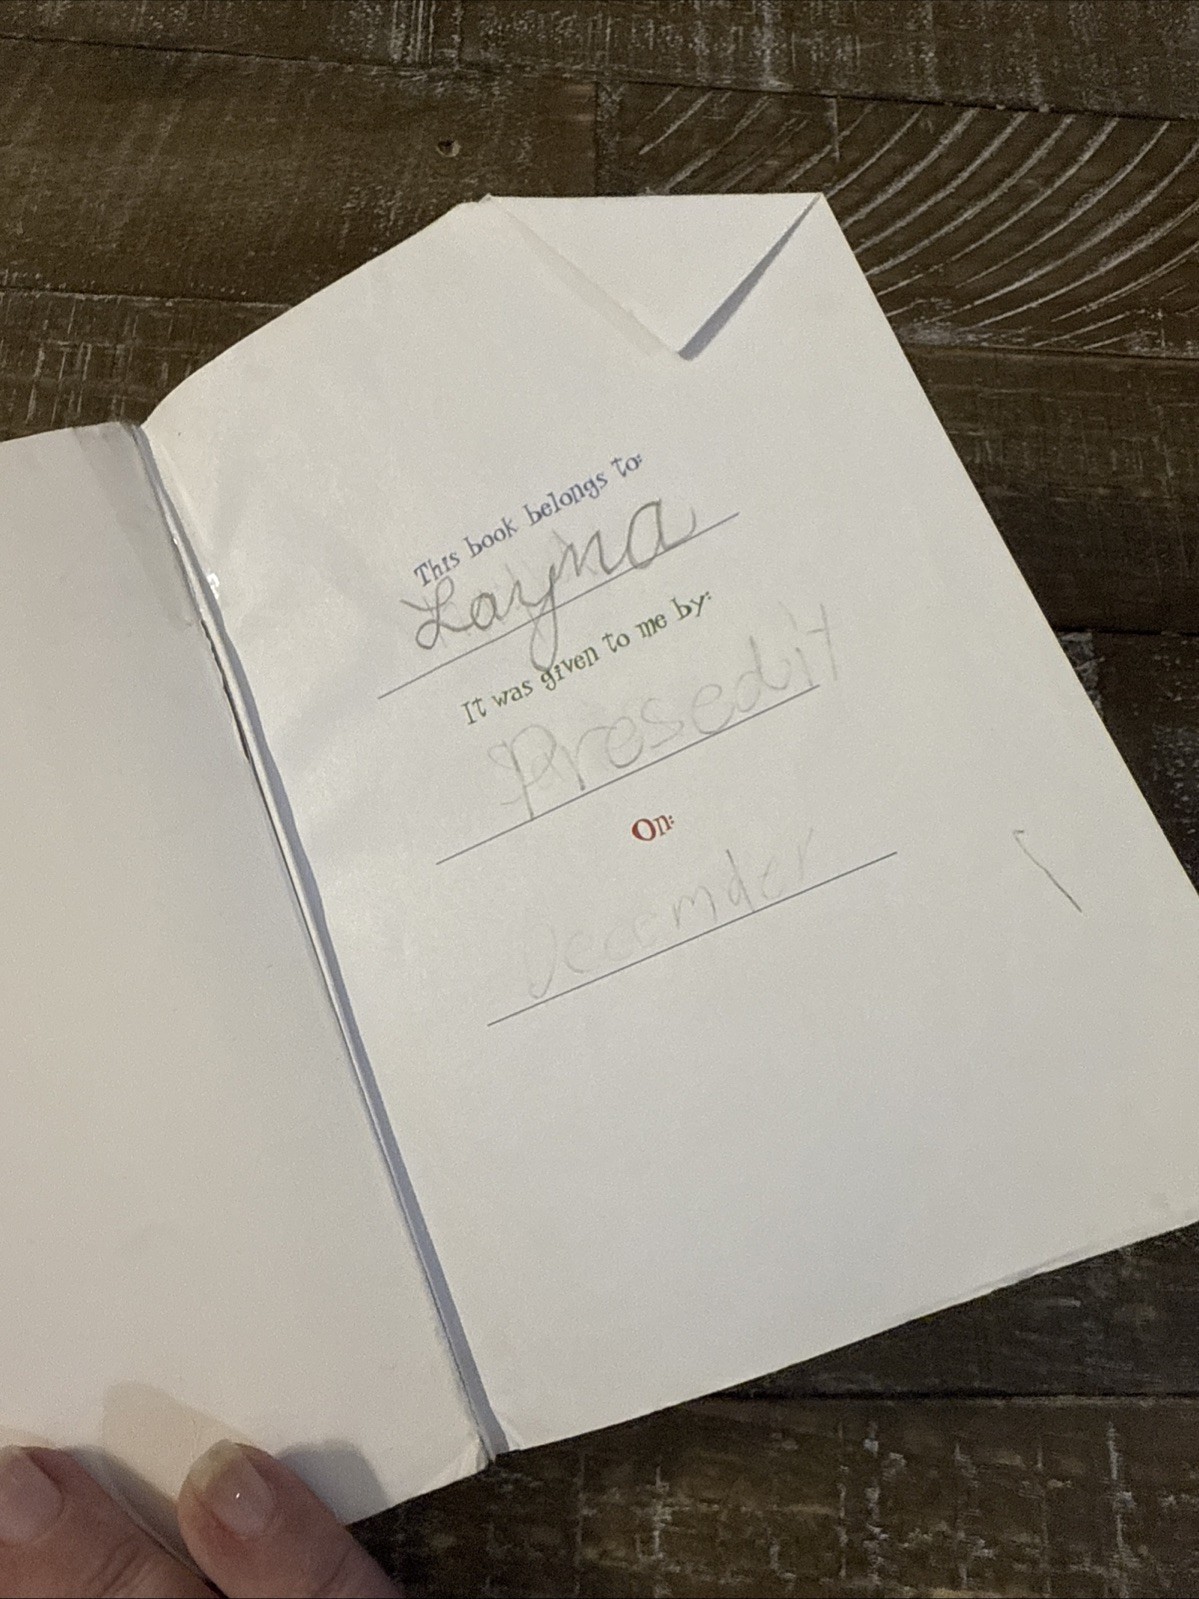 This book belongs to:
Layna
It was given to me by:
Presedit
On:
Decemder